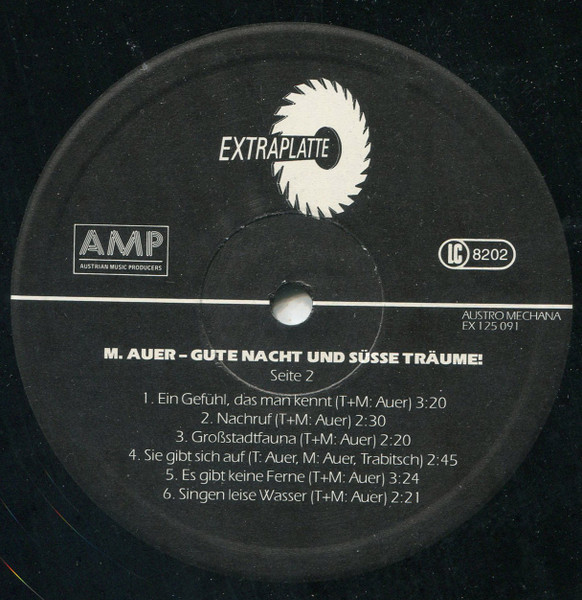 EXTRAPLATTE
AMP
AUSTRIAN MUSIC PRODUCERS
LC 8202
AUSTRO MECHANA
EX 125 091
M. AUER – GUTE NACHT UND SÜSSE TRÄUME!
Seite 2
1. Ein Gefühl, das man kennt (T+M: Auer) 3:20
2. Nachruf (T+M: Auer) 2:30
3. Großstadtfauna (T+M: Auer) 2:20
4. Sie gibt sich auf (T: Auer, M: Auer, Trabitsch) 2:45
5. Es gibt keine Ferne (T+M: Auer) 3:24
6. Singen leise Wasser (T+M: Auer) 2:21